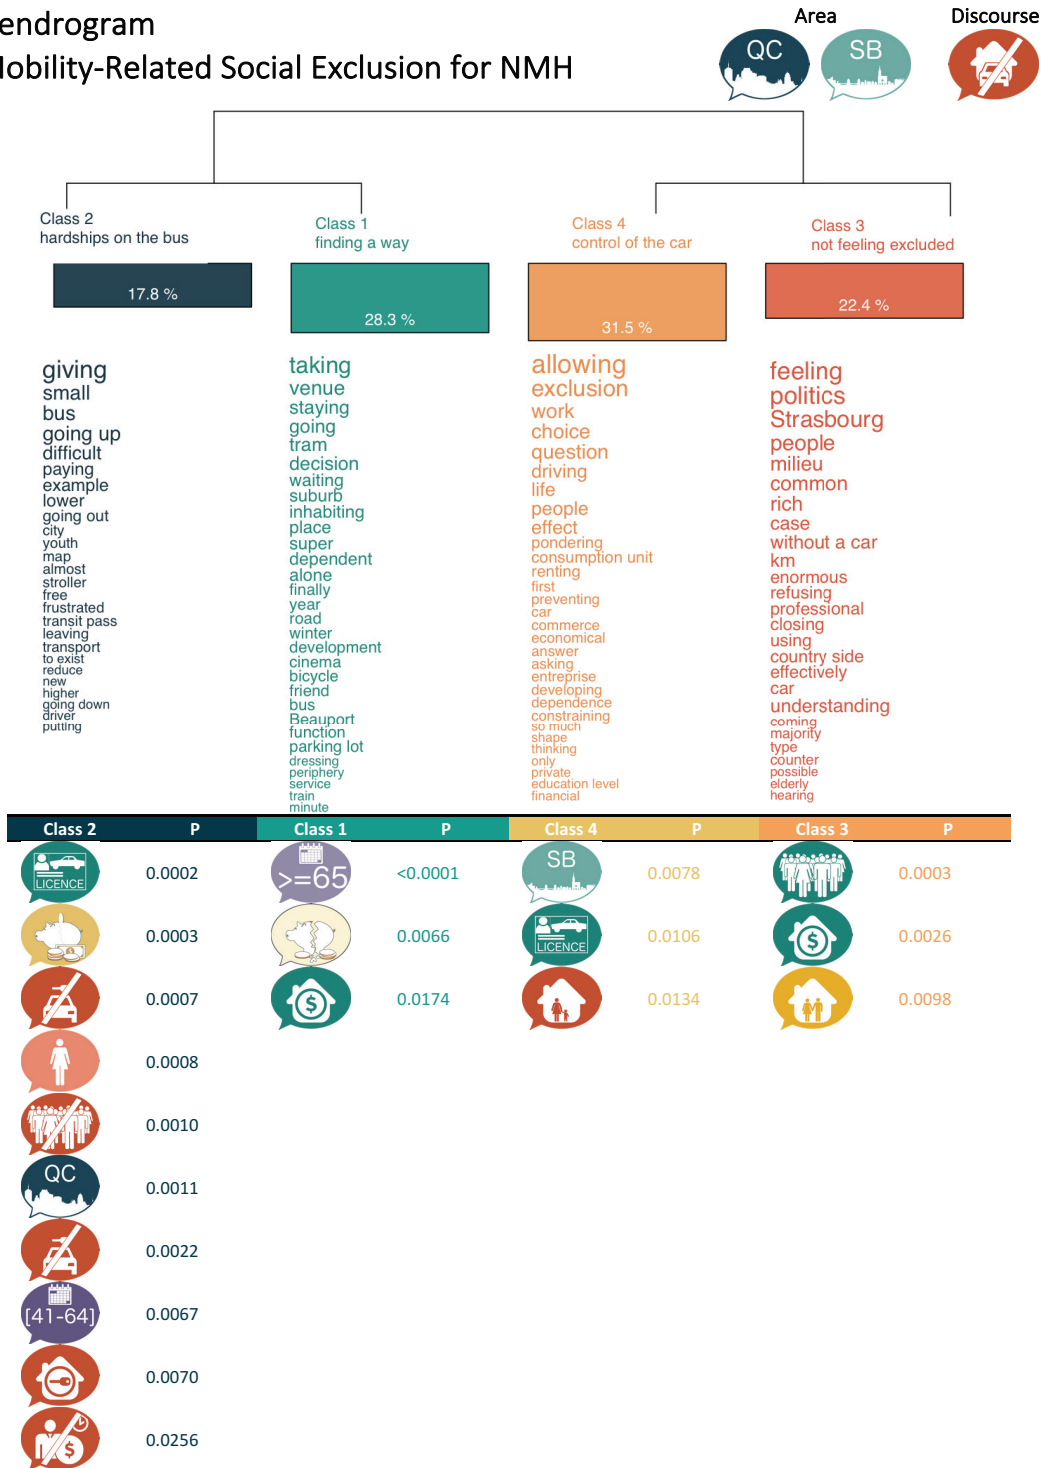 endrogram
Mobility-Related Social Exclusion for NMH
Area
Discourse
QC
SB
Class 2
hardships on the bus
Class 1
finding a way
Class 4
control of the car
Class 3
not feeling excluded
17.8 %
28.3 %
31.5 %
22.4 %
giving
small
bus
going up
difficult
paying
example
lower
going out
city
youth
map
almost
stroller
free
frustrated
transit pass
leaving
transport
to exist
reduce
new
higher
going down
driver
putting
taking
venue
staying
going
tram
decision
waiting
suburb
inhabiting
place
super
dependent
alone
finally
year
road
winter
development
cinema
bicycle
friend
bus
Beauport
function
parking lot
dressing
periphery
service
train
minute
allowing
exclusion
work
choice
question
driving
life
people
effect
pondering
consumption unit
renting
first
preventing
car
commerce
economical
answer
asking
entreprise
developing
dependence
constraining
so much
shape
thinking
only
private
education level
financial
feeling
politics
Strasbourg
people
milieu
common
rich
case
without a car
km
enormous
refusing
professional
closing
using
country side
effectively
car
understanding
coming
majority
type
counter
possible
elderly
hearing
Class 2 P Class 1 P Class 4 P Class 3 P
LICENCE 0.0002 >=65 <0.0001 SB 0.0078 0.0003
0.0003 0.0066 LICENCE 0.0106 $ 0.0026
0.0007 $ 0.0174 0.0134 0.0098
0.0008
0.0010
QC 0.0011
0.0022
[41-64] 0.0067
0.0070
$ 0.0256